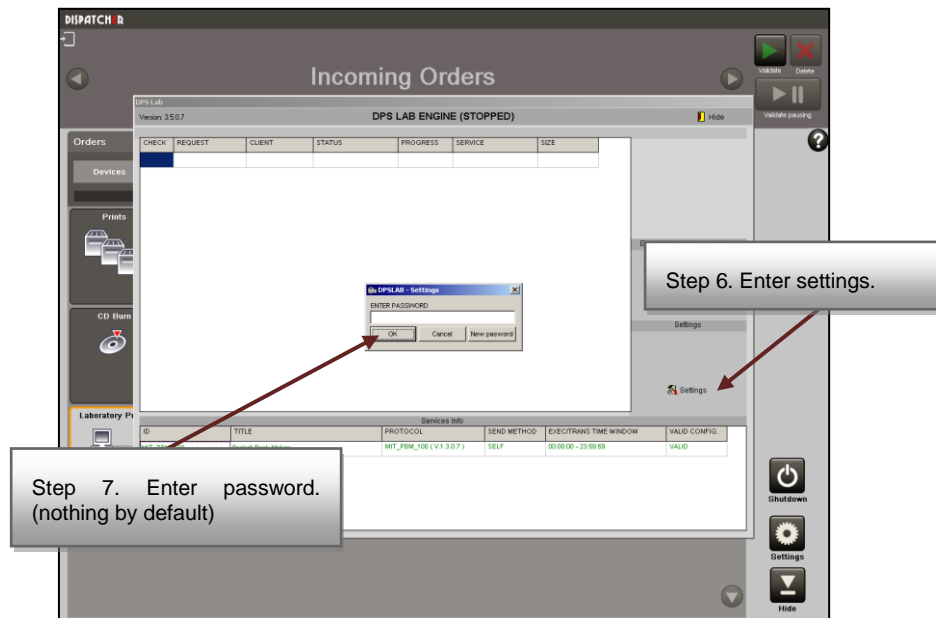 DISPATCHER
Incoming Orders
Validate Delete
Validate pausing
DPS Lab
Version: 3.5.0.7 DPS LAB ENGINE (STOPPED) Hide
Orders
CHECK REQUEST CLIENT STATUS PROGRESS SERVICE SIZE
Devices
Prints
Step 6. Enter settings.
DPSLAB - Settings
ENTER PASSWORD
OK Cancel New password
CD Burn
Settings
Settings
Laboratory
Services Info
ID TITLE PROTOCOL SEND METHOD EXEC/TRANS TIME WINDOW VALID CONFIG.
MIT_PBM_100 ( V.1.3.0.7 ) SELF 00:00:00 - 23:59:59 VALID
Step 7. Enter password.
(nothing by default)
Shutdown
Settings
Hide